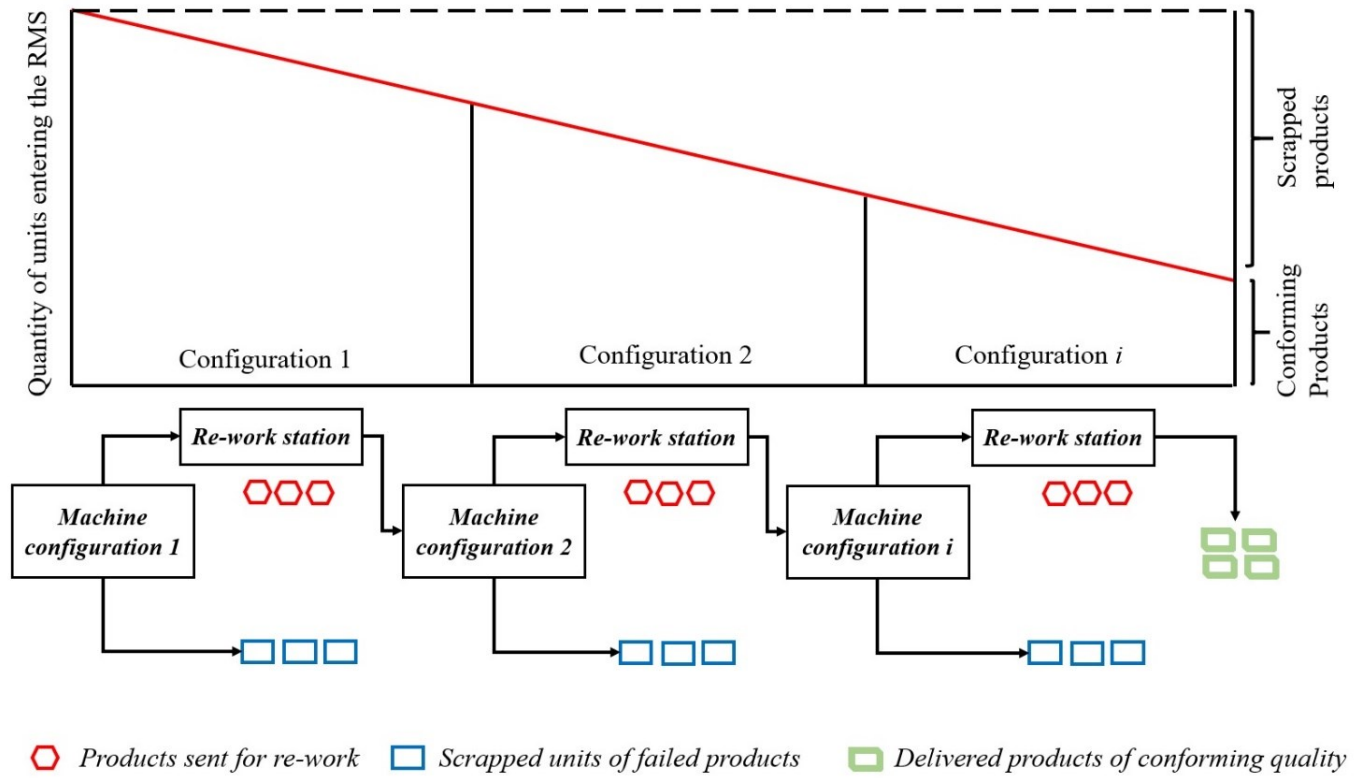 Quantity of units entering the RMS
Scrapped
products
Conforming
Products
Configuration 1
Configuration 2
Configuration i
Re-work station
Re-work station
Re-work station
Machine
configuration 1
Machine
configuration 2
Machine
configuration i
Products sent for re-work
Scrapped units of failed products
Delivered products of conforming quality